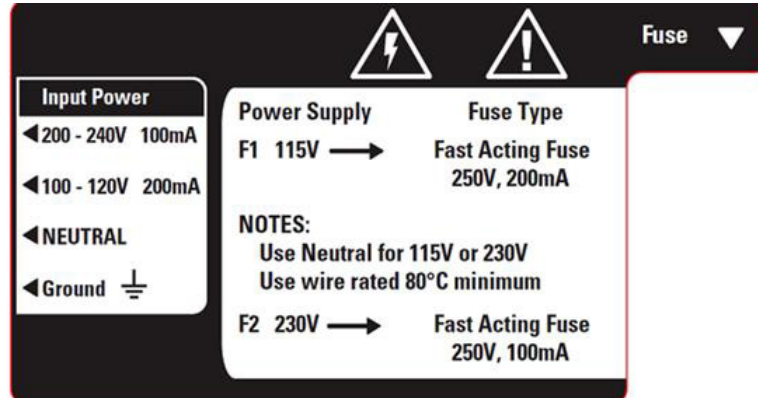 Fuse ▼
Input Power
◀200 - 240V 100mA
◀100 - 120V 200mA
◀NEUTRAL
◀Ground ⏚
Power Supply Fuse Type
F1 115V → Fast Acting Fuse
250V, 200mA
NOTES:
Use Neutral for 115V or 230V
Use wire rated 80°C minimum
F2 230V → Fast Acting Fuse
250V, 100mA